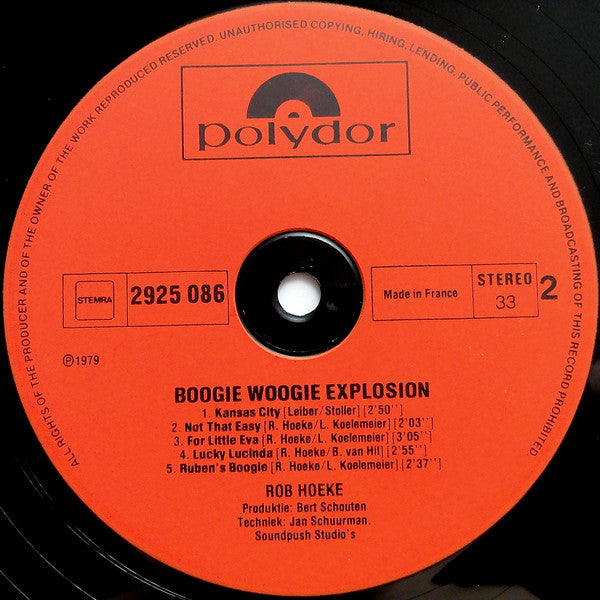 ALL RIGHTS OF THE PRODUCER AND OF THE OWNER OF THE WORK REPRODUCED RESERVED. UNAUTHORISED COPYING, HIRING, LENDING, PUBLIC PERFORMANCE AND BROADCASTING OF THIS RECORD PROHIBITED
polydor
STEMRA 2925 086
Made in France STEREO 33 2
℗1979
BOOGIE WOOGIE EXPLOSION
1. Kansas City [Leiber/Stoller] [2'50'']
2. Not That Easy [R. Hoeke/L. Koelemeier] [2'03'']
3. For Little Eva [R. Hoeke/L. Koelemeier] [3'05'']
4. Lucky Lucinda [R. Hoeke/B. van Hil] [2'55'']
5. Ruben's Boogie [R. Hoeke/L. Koelemeier] [2'37'']
ROB HOEKE
Produktie: Bert Schouten
Techniek: Jan Schuurman.
Soundpush Studio's